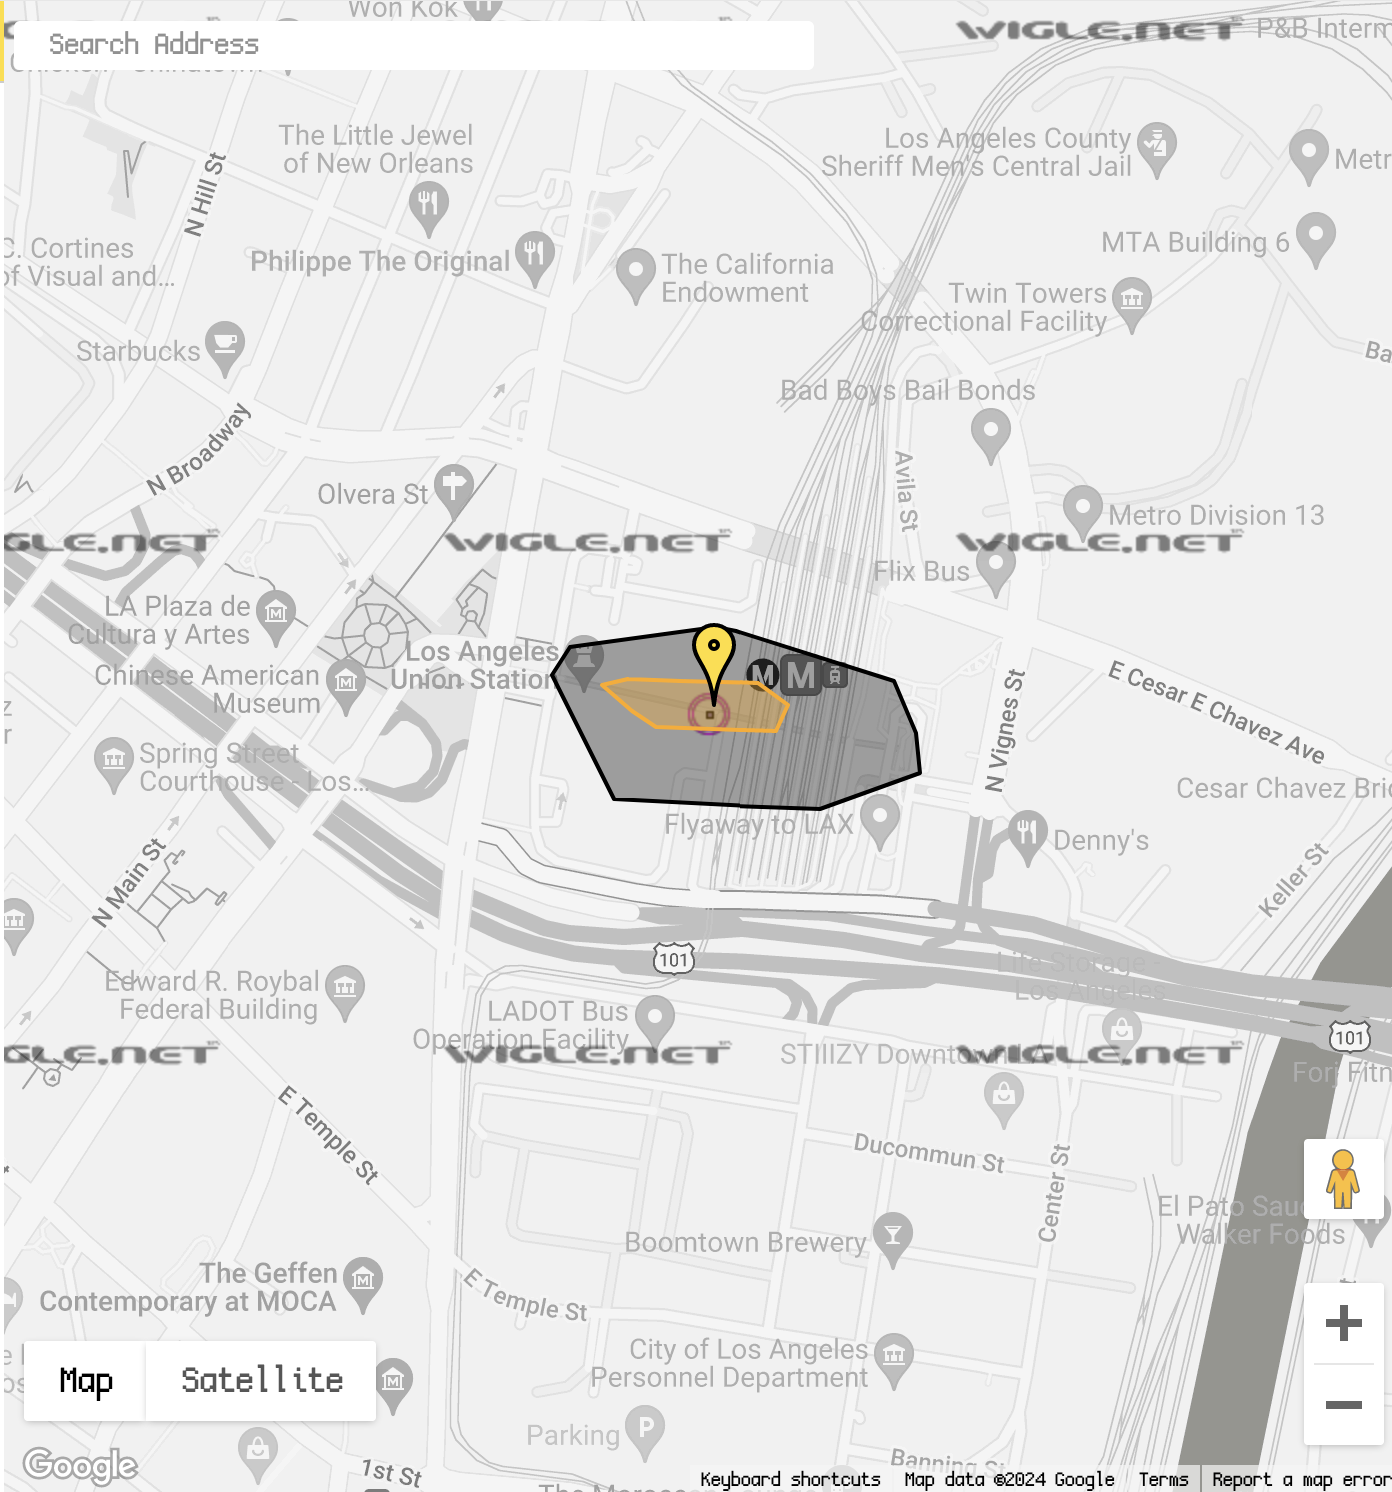 Won Kok
WIGLE.NET
P&B Interm
Search Address
The Little Jewel
of New Orleans
Los Angeles County
Sheriff Men's Central Jail
Metr
N Hill St
C. Cortines
of Visual and...
Philippe The Original
The California
Endowment
MTA Building 6
Twin Towers
Correctional Facility
Starbucks
Ba
Bad Boys Bail Bonds
N Broadway
Avila St
Olvera St
Metro Division 13
GLE.NET
WIGLE.NET
WIGLE.NET
Flix Bus
LA Plaza de
Cultura y Artes
Los Angeles
Union Station
M
M
Chinese American
Museum
E Cesar E Chavez Ave
N Vignes St
Spring Street
Courthouse - Los...
Cesar Chavez Bri
Flyaway to LAX
Denny's
N Main St
Keller St
101
Life Storage -
Los Angeles
Edward R. Roybal
Federal Building
LADOT Bus
Operation Facility
101
GLE.NET
WIGLE.NET
STIIIZY Downtown LA
WIGLE.NET
Forj Fitn
E Temple St
Ducommun St
Center St
El Pato Sauc
Walker Foods
Boomtown Brewery
The Geffen
Contemporary at MOCA
E Temple St
City of Los Angeles
Personnel Department
Map
Satellite
Parking
P
Banning St
Google
1st St
Keyboard shortcuts
Map data ©2024 Google
Terms
Report a map error